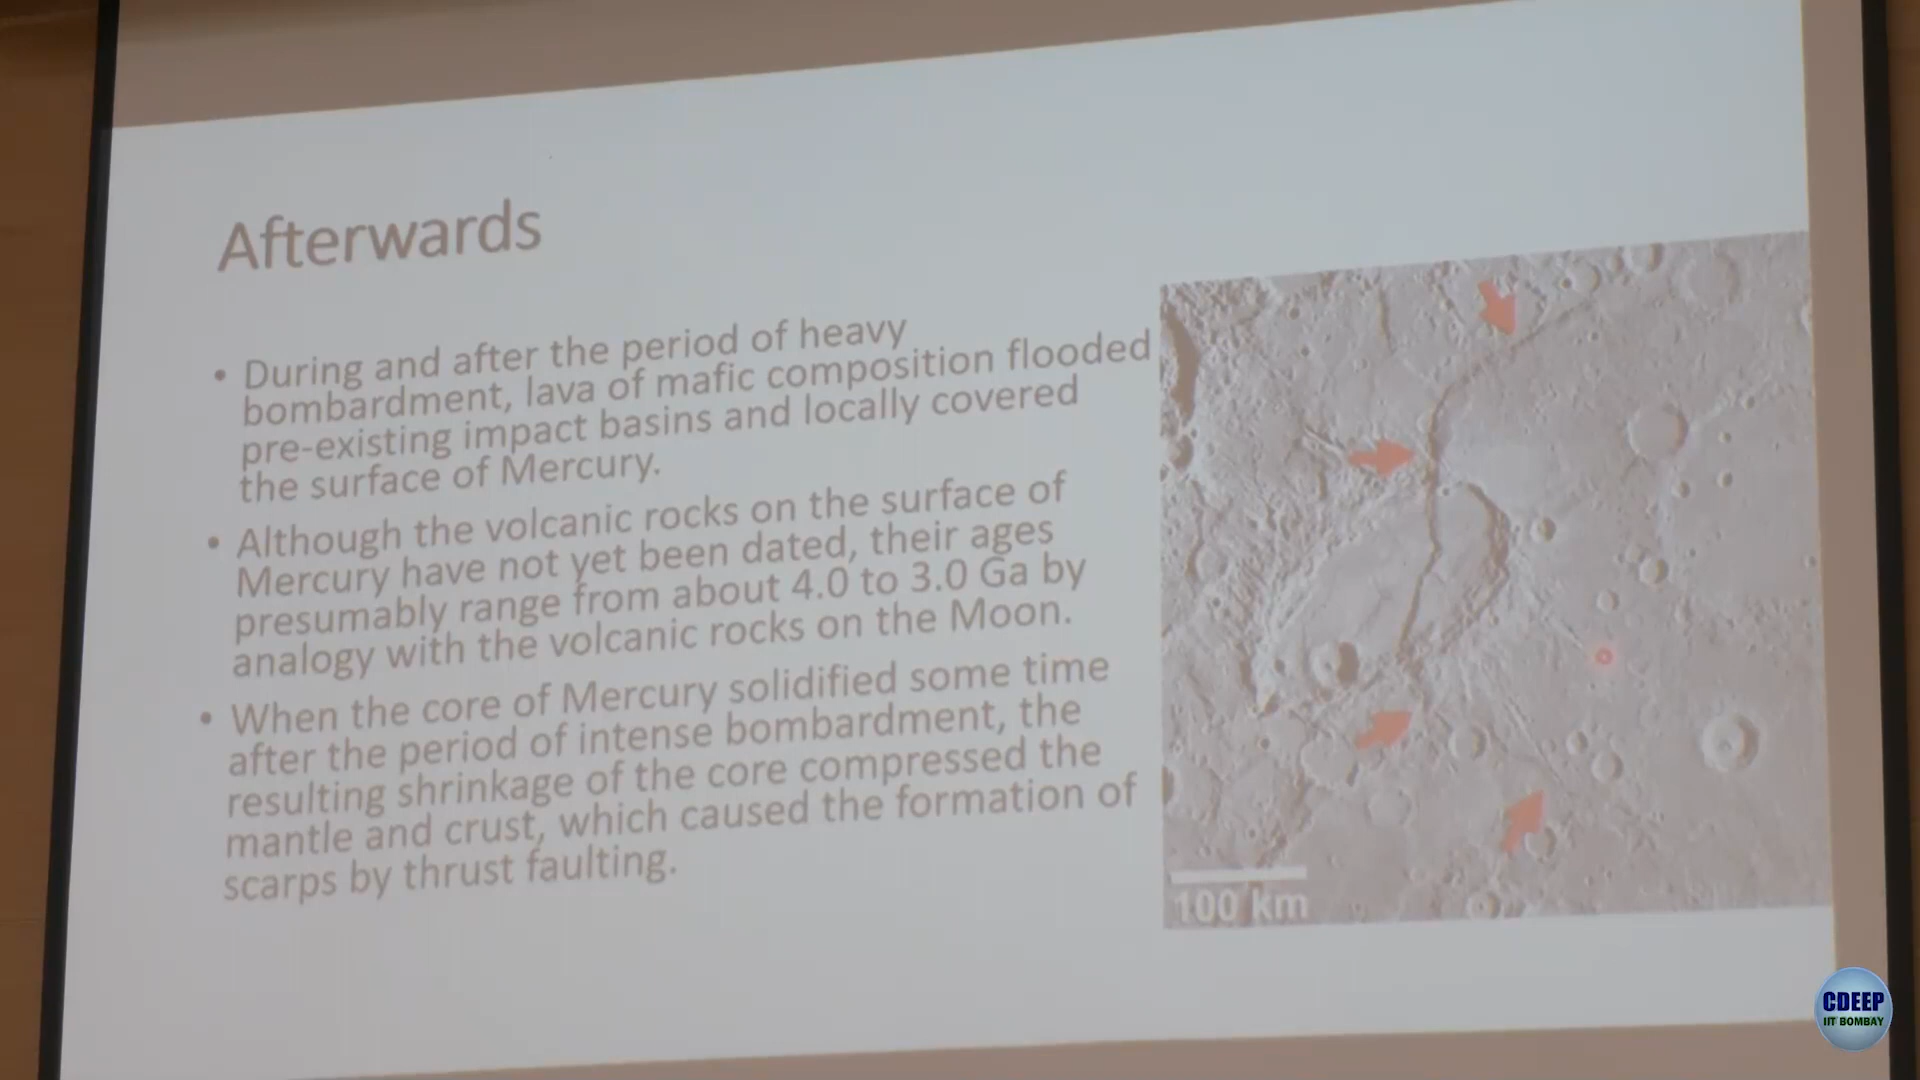 Afterwards
• During and after the period of heavy
bombardment, lava of mafic composition flooded
pre-existing impact basins and locally covered
the surface of Mercury.
• Although the volcanic rocks on the surface of
Mercury have not yet been dated, their ages
presumably range from about 4.0 to 3.0 Ga by
analogy with the volcanic rocks on the Moon.
• When the core of Mercury solidified some time
after the period of intense bombardment, the
resulting shrinkage of the core compressed the
mantle and crust, which caused the formation of
scarps by thrust faulting.
100 km
CDEEP
IIT BOMBAY